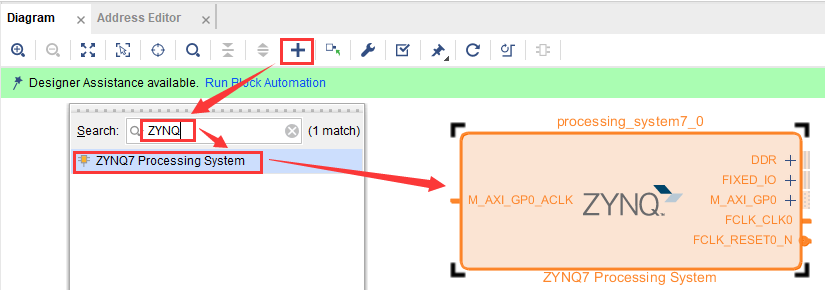 Diagram
Address Editor
Designer Assistance available. Run Block Automation
Search: ZYNQ (1 match)
ZYNQ7 Processing System
processing_system7_0
DDR
FIXED_IO
M_AXI_GP0_ACLK ZYNQ™ M_AXI_GP0
FCLK_CLK0
FCLK_RESET0_N
ZYNQ7 Processing System